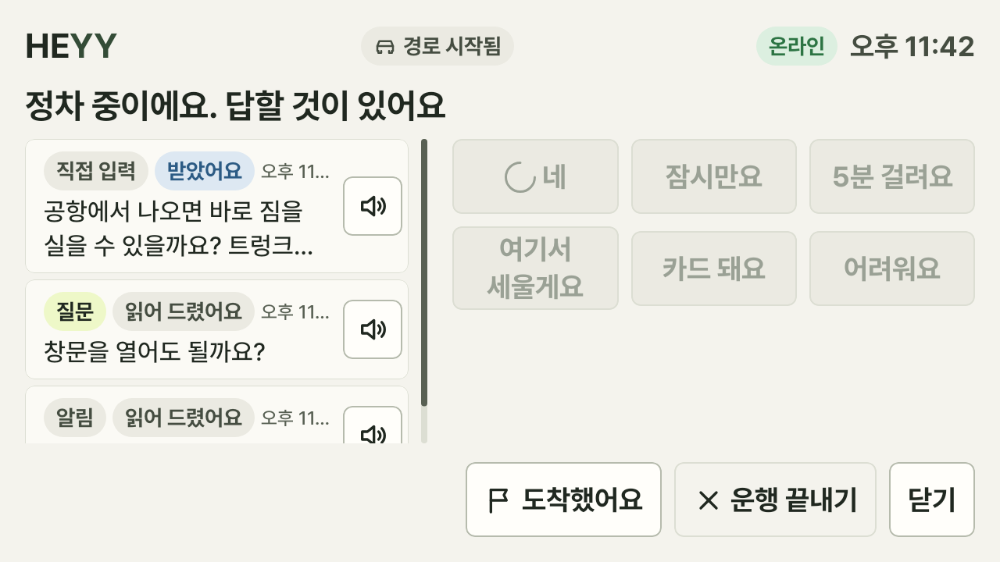 HEYY
경로 시작됨
온라인
오후 11:42
정차 중이에요. 답할 것이 있어요
직접 입력 받았어요 오후 11...
공항에서 나오면 바로 짐을
실을 수 있을까요? 트렁크...
질문 읽어 드렸어요 오후 11...
창문을 열어도 될까요?
알림 읽어 드렸어요 오후 11...
네
잠시만요
5분 걸려요
여기서
세울게요
카드 돼요
어려워요
도착했어요
운행 끝내기
닫기